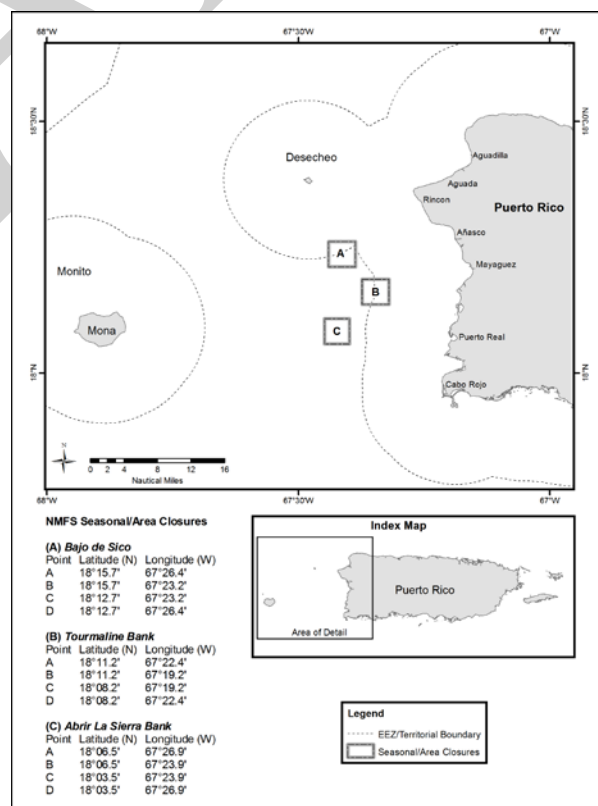 68°W 67°30'W 67°W
18°30'N 18°30'N
Desecheo
Aguadilla
Aguada
Rincon
Puerto Rico
Añasco
A
Mayaguez
Monito
B
C
Mona
Puerto Real
18°N 18°N
Cabo Rojo
N
0 2 4 8 12 16
Nautical Miles
68°W 67°30'W 67°W
NMFS Seasonal/Area Closures
(A) Bajo de Sico
Point Latitude (N) Longitude (W)
A 18°15.7' 67°26.4'
B 18°15.7' 67°23.2'
C 18°12.7' 67°23.2'
D 18°12.7' 67°26.4'
(B) Tourmaline Bank
Point Latitude (N) Longitude (W)
A 18°11.2' 67°22.4'
B 18°11.2' 67°19.2'
C 18°08.2' 67°19.2'
D 18°08.2' 67°22.4'
(C) Abrir La Sierra Bank
Point Latitude (N) Longitude (W)
A 18°06.5' 67°26.9'
B 18°06.5' 67°23.9'
C 18°03.5' 67°23.9'
D 18°03.5' 67°26.9'
Index Map
Puerto Rico
Area of Detail
Legend
EEZ/Territorial Boundary
Seasonal/Area Closures